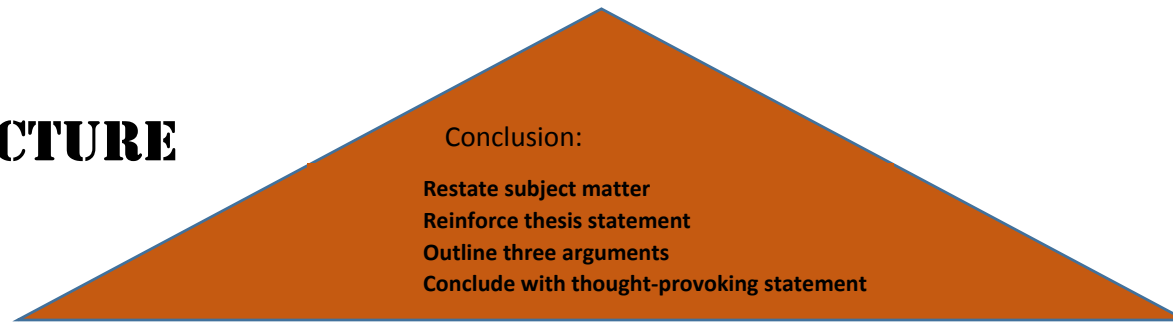 CTURE
Conclusion:
Restate subject matter
Reinforce thesis statement
Outline three arguments
Conclude with thought-provoking statement